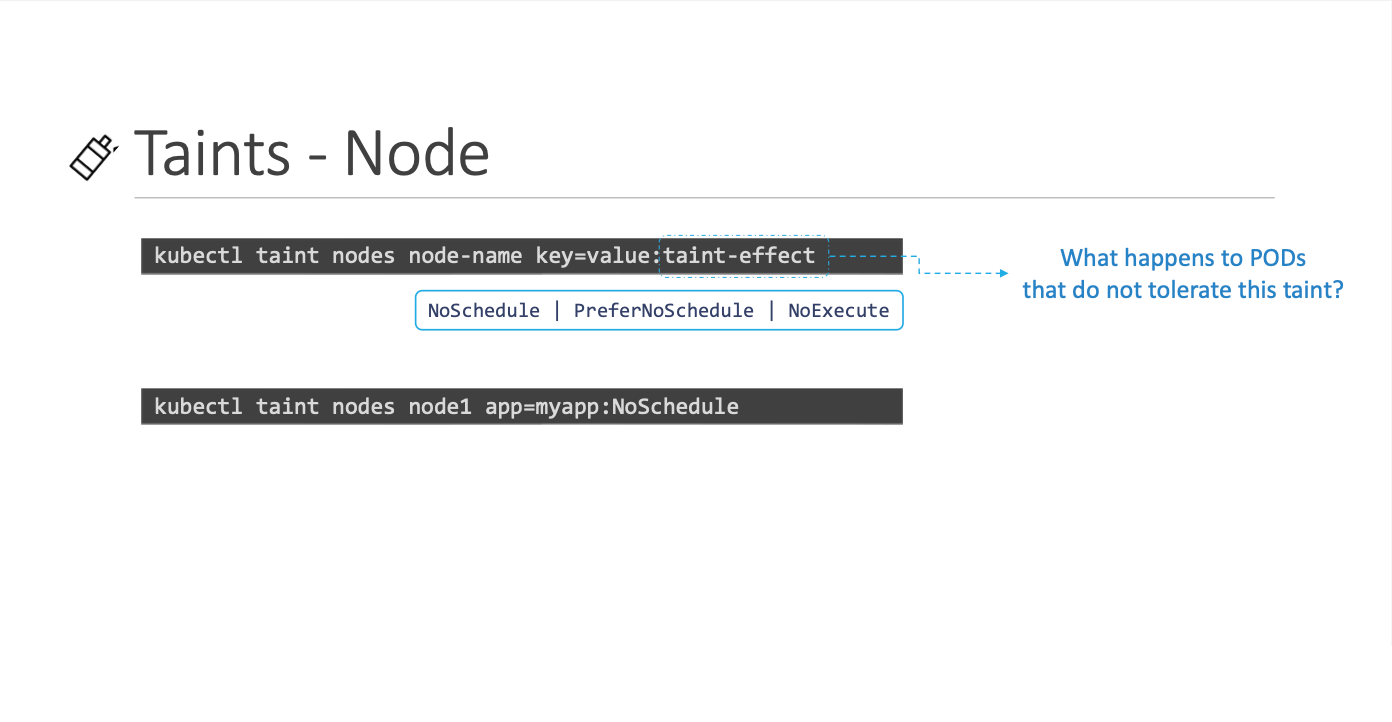 Taints - Node
kubectl taint nodes node-name key=value:taint-effect
What happens to PODs
that do not tolerate this taint?
NoSchedule | PreferNoSchedule | NoExecute
kubectl taint nodes node1 app=myapp:NoSchedule